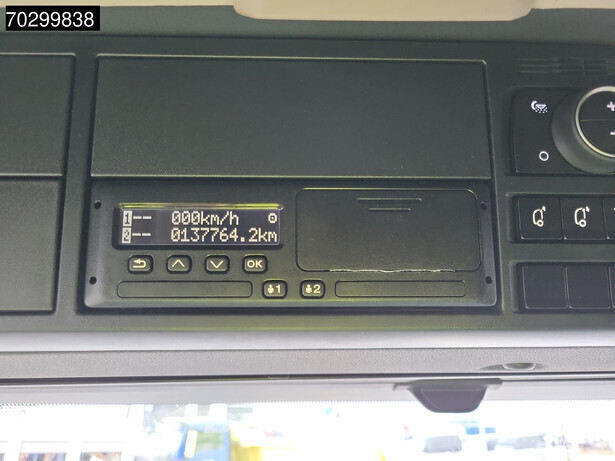 70299838
1-- 000km/h
2-- 0137764.2km
OK
1 2
+
-